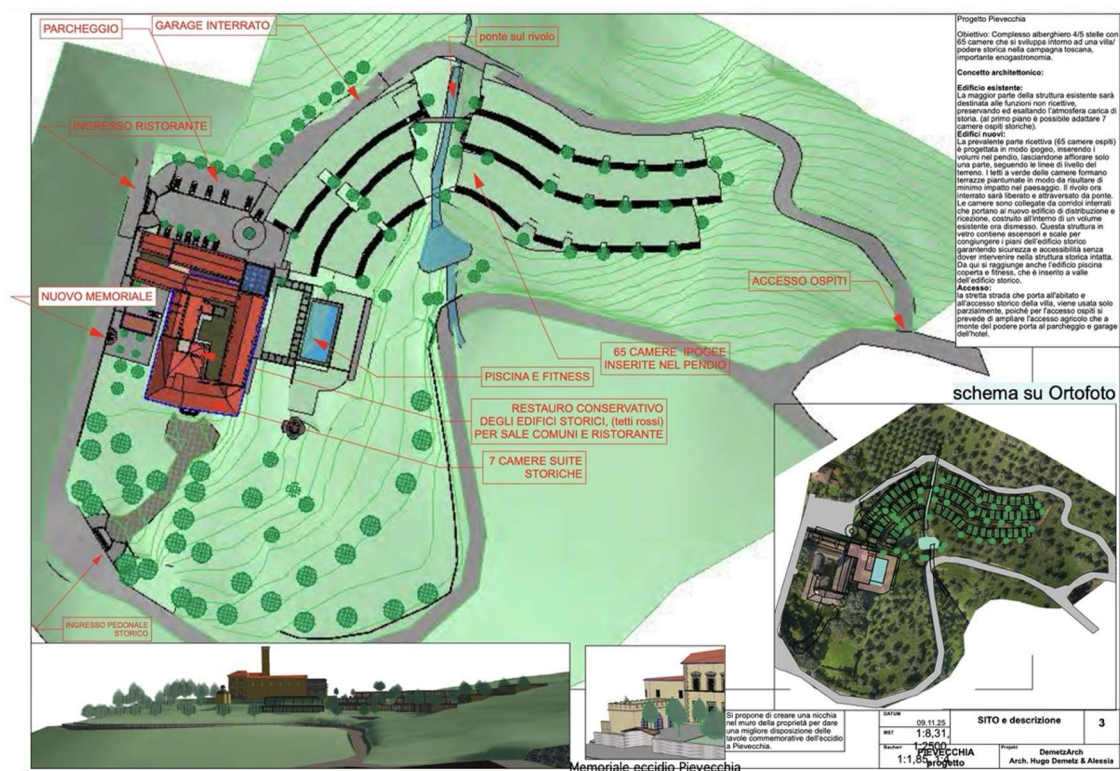 PARCHEGGIO
GARAGE INTERRATO
ponte sul rivolo
INGRESSO RISTORANTE
NUOVO MEMORIALE
ACCESSO OSPITI
65 CAMERE IPOGEE
INSERITE NEL PENDIO
PISCINA E FITNESS
RESTAURO CONSERVATIVO
DEGLI EDIFICI STORICI, (tetti rossi)
PER SALE COMUNI E RISTORANTE
7 CAMERE SUITE
STORICHE
INGRESSO PEDONALE
STORICO
Progetto Pievecchia
Obiettivo: Complesso alberghiero 4/5 stelle con
65 camere che si sviluppa intorno ad una villa/
podere storica nella campagna toscana,
importante enogastronomia.
Concetto architettonico:
Edificio esistente:
La maggior parte della struttura esistente sarà
destinata alle funzioni non ricettive,
preservando ed esaltando l'atmosfera carica di
storia. (al primo piano è possibile adattare 7
camere ospiti storiche).
Edifici nuovi:
La prevalente parte ricettiva (65 camere ospiti)
è progettata in modo ipogeo, inserendo i
volumi nel pendio, lasciandone affiorare solo
una parte, seguendo le linee di livello del
terreno. I tetti a verde delle camere formano
terrazze piantumate in modo da risultare di
minimo impatto nel paesaggio. Il rivolo ora
interrato sarà liberato e attraversato da ponte.
Le camere sono collegate da corridoi interrati
che portano al nuovo edificio di distribuzione e
ricezione, costruito all'interno di un volume
esistente ora dismesso. Questa struttura in
vetro contiene ascensori e scale per
congiungere i piani dell'edificio storico
garantendo sicurezza e accessibilità senza
dover intervenire nella struttura storica intatta.
Da qui si raggiunge anche l'edificio piscina
coperta e fitness, che è inserito a valle
dell'edificio storico.
Accesso:
la stretta strada che porta all'abitato e
all'accesso storico della villa, viene usata solo
parzialmente, poiché per l'accesso ospiti si
prevede di ampliare l'accesso agricolo che a
monte del podere porta al parcheggio e garage
dell'hotel.
schema su Ortofoto
Si propone di creare una nicchia
nel muro della proprietà per dare
una migliore disposizione delle
tavole commemorative dell'eccidio
a Pievecchia.
Memoriale eccidio Pievecchia
DATUM
09.11.25
MST
1:8,31,
1:2500,
1:1,85, 1:4
SITO e descrizione
3
Bauherr
PIEVECCHIA
progetto
Projekt
DemetzArch
Arch. Hugo Demetz & Alessia